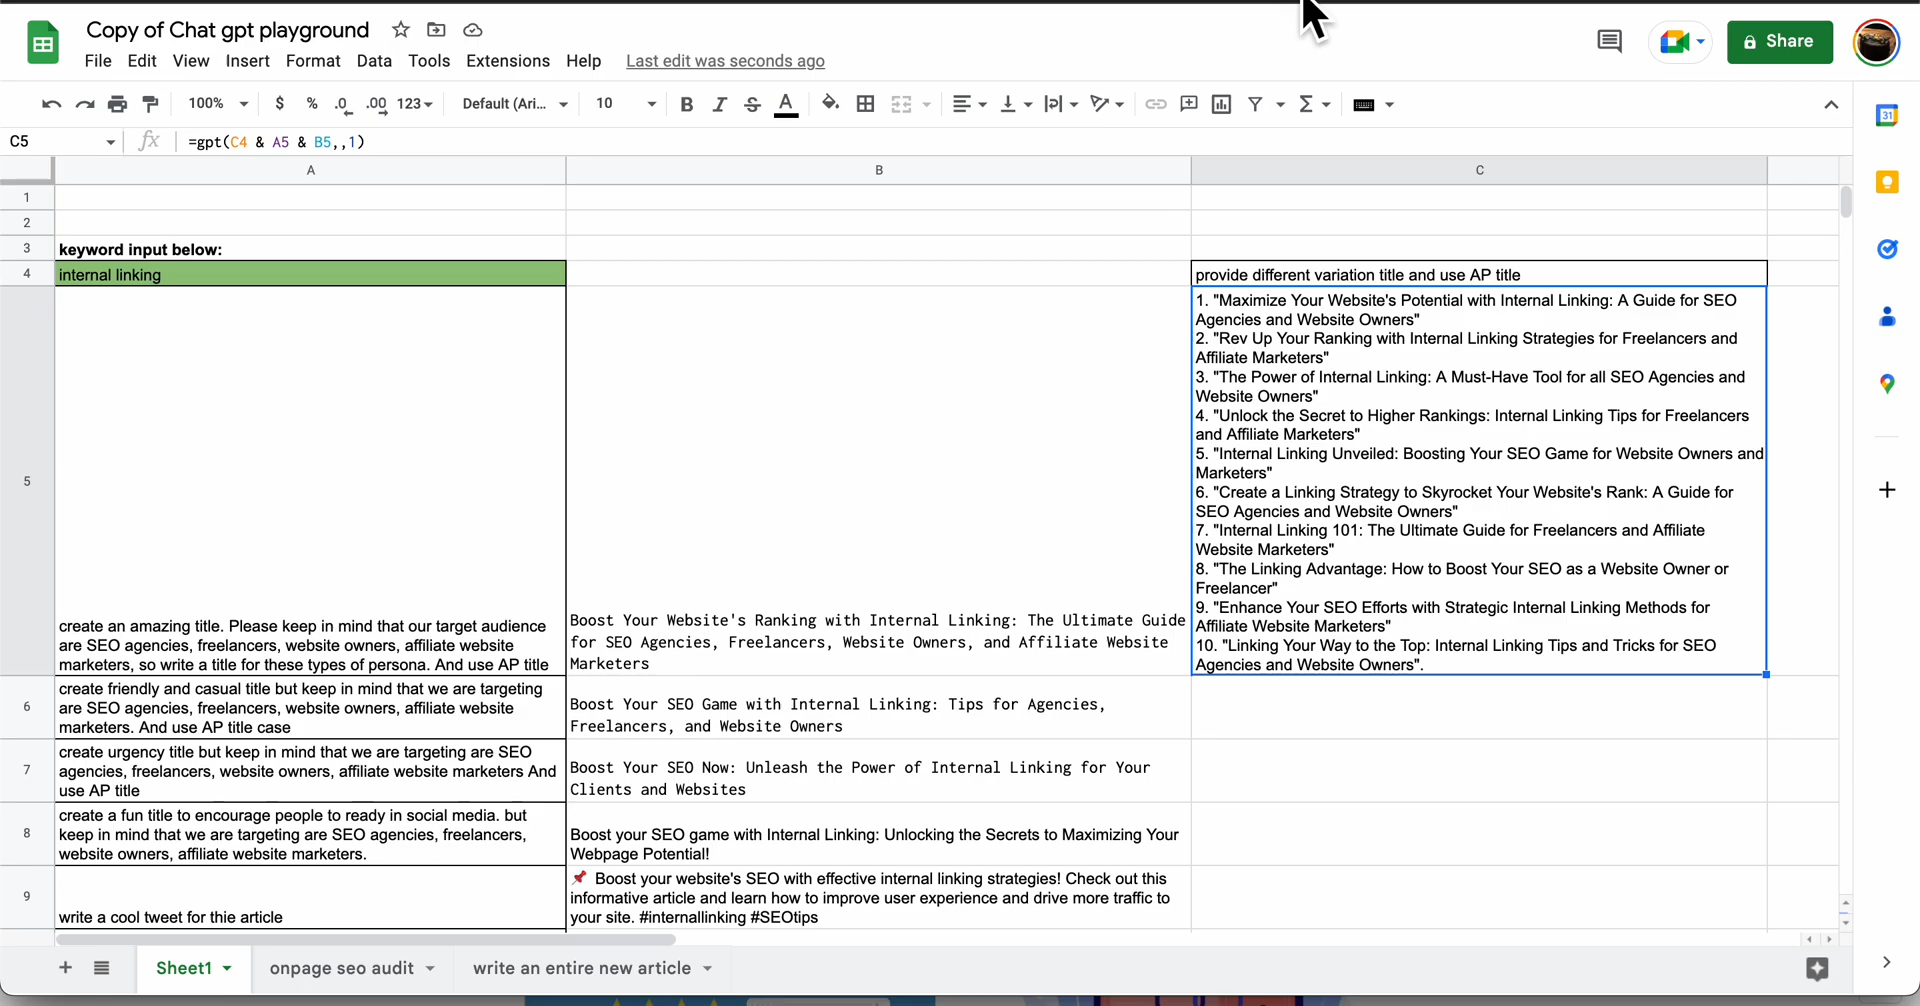 Copy of Chat gpt playground
Share
File Edit View Insert Format Data Tools Extensions Help Last edit was seconds ago
100% $ % .0 .00 123 Default (Ari... 10 B I S A
31
C5 fx =gpt(C4 & A5 & B5,,1)
A B C
1
2
3 keyword input below:
4 internal linking
provide different variation title and use AP title
5
create an amazing title. Please keep in mind that our target audience
are SEO agencies, freelancers, website owners, affiliate website
marketers, so write a title for these types of persona. And use AP title
Boost Your Website's Ranking with Internal Linking: The Ultimate Guide
for SEO Agencies, Freelancers, Website Owners, and Affiliate Website
Marketers
1. "Maximize Your Website's Potential with Internal Linking: A Guide for SEO
Agencies and Website Owners"
2. "Rev Up Your Ranking with Internal Linking Strategies for Freelancers and
Affiliate Marketers"
3. "The Power of Internal Linking: A Must-Have Tool for all SEO Agencies and
Website Owners"
4. "Unlock the Secret to Higher Rankings: Internal Linking Tips for Freelancers
and Affiliate Marketers"
5. "Internal Linking Unveiled: Boosting Your SEO Game for Website Owners and
Marketers"
6. "Create a Linking Strategy to Skyrocket Your Website's Rank: A Guide for
SEO Agencies and Website Owners"
7. "Internal Linking 101: The Ultimate Guide for Freelancers and Affiliate
Website Marketers"
8. "The Linking Advantage: How to Boost Your SEO as a Website Owner or
Freelancer"
9. "Enhance Your SEO Efforts with Strategic Internal Linking Methods for
Affiliate Website Marketers"
10. "Linking Your Way to the Top: Internal Linking Tips and Tricks for SEO
Agencies and Website Owners".
6
create friendly and casual title but keep in mind that we are targeting
are SEO agencies, freelancers, website owners, affiliate website
marketers. And use AP title case
Boost Your SEO Game with Internal Linking: Tips for Agencies,
Freelancers, and Website Owners
7
create urgency title but keep in mind that we are targeting are SEO
agencies, freelancers, website owners, affiliate website marketers And
use AP title
Boost Your SEO Now: Unleash the Power of Internal Linking for Your
Clients and Websites
8
create a fun title to encourage people to ready in social media. but
keep in mind that we are targeting are SEO agencies, freelancers,
website owners, affiliate website marketers.
Boost your SEO game with Internal Linking: Unlocking the Secrets to Maximizing Your
Webpage Potential!
9
write a cool tweet for thie article
📌 Boost your website's SEO with effective internal linking strategies! Check out this
informative article and learn how to improve user experience and drive more traffic to
your site. #internallinking #SEOtips
Sheet1 onpage seo audit write an entire new article